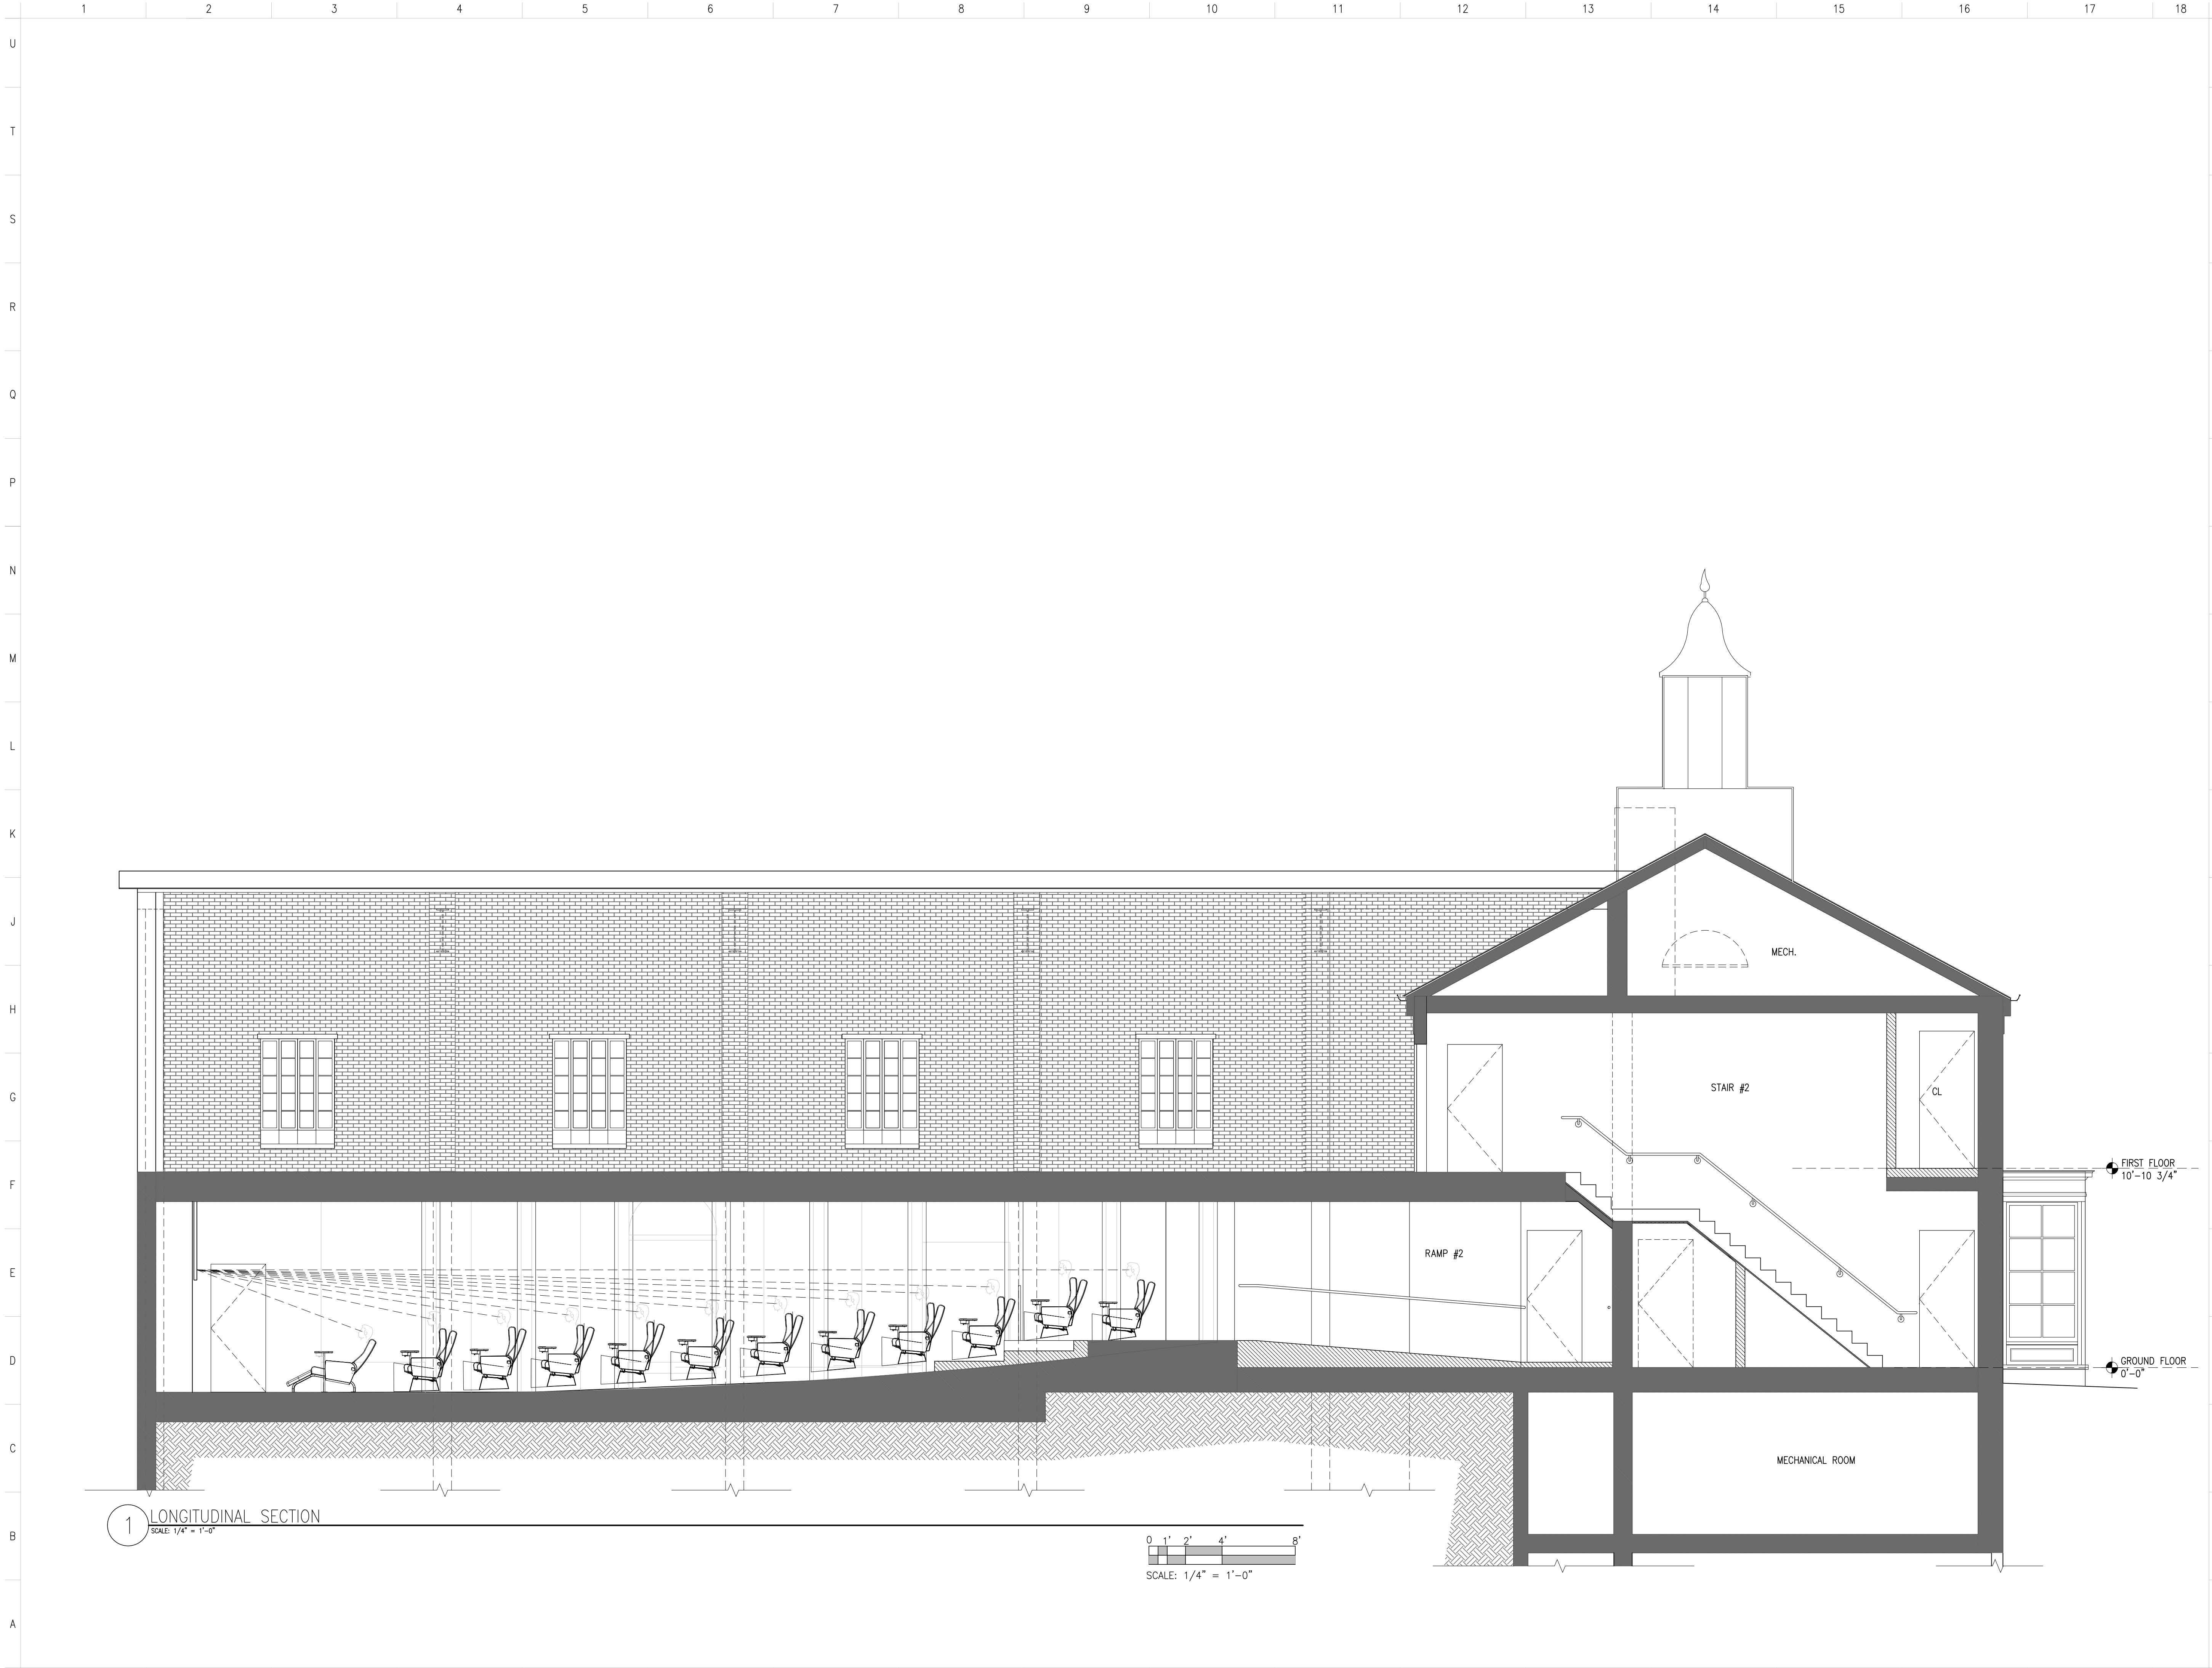 1 2 3 4 5 6 7 8 9 10 11 12 13 14 15 16 17 18
U
T
S
R
Q
P
N
M
L
K
J
H
G
F
E
D
C
B
A
MECH.
STAIR #2
CL
FIRST FLOOR
10'-10 3/4"
RAMP #2
GROUND FLOOR
0'-0"
MECHANICAL ROOM
1 LONGITUDINAL SECTION
SCALE: 1/4" = 1'-0"
0 1' 2' 4' 8'
SCALE: 1/4" = 1'-0"